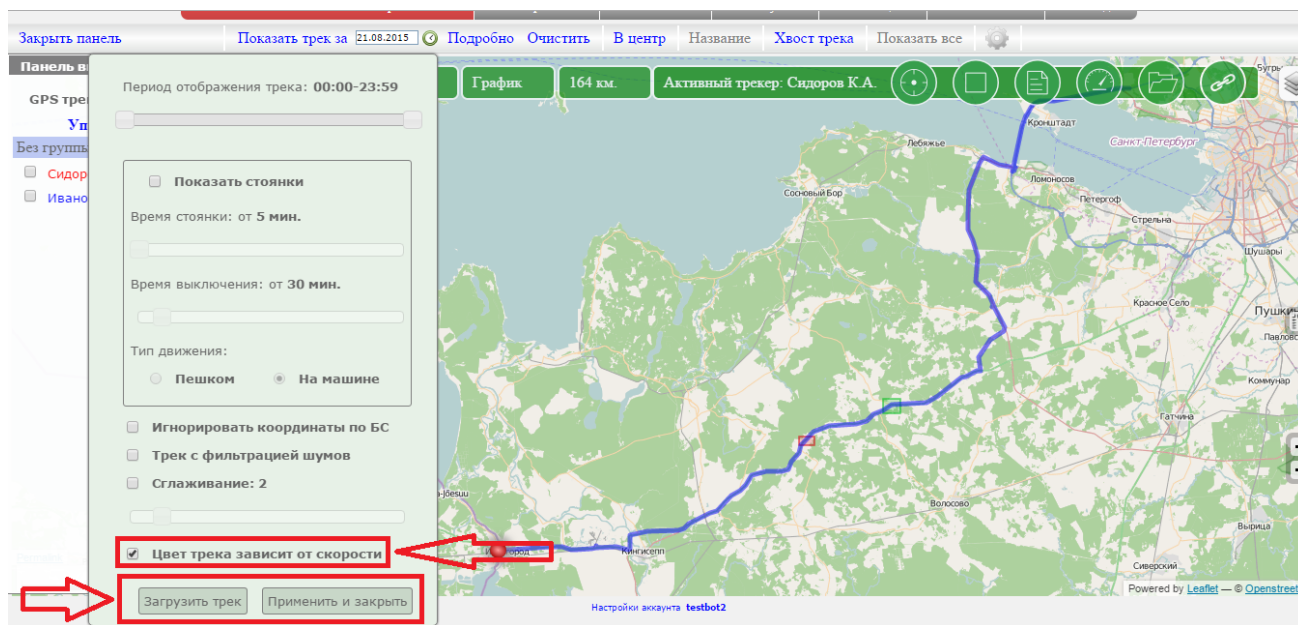 Закрыть панель
Показать трек за 21.08.2015 Подробно Очистить В центр Название Хвост трека Показать все
Панель в
GPS тре
Уп
Без группы
Сидор
Ивано
Период отображения трека: 00:00-23:59
Показать стоянки
Время стоянки: от 5 мин.
Время выключения: от 30 мин.
Тип движения:
Пешком На машине
Игнорировать координаты по БС
Трек с фильтрацией шумов
Сглаживание: 2
Цвет трека зависит от скорости
Загрузить трек Применить и закрыть
График 164 км. Активный трекер: Сидоров К.А.
Кронштадт
Лебяжье
Санкт-Петербург
Сосновый Бор
Ломоносов
Петергоф
Стрельна
Шушары
Красное Село
Пушки
Павловс
Коммунар
Гатчина
Волосово
Вырица
Сиверский
a-Jõesuu
Кингисепп
Powered by Leaflet — © Openstreet
Настройки аккаунта testbot2